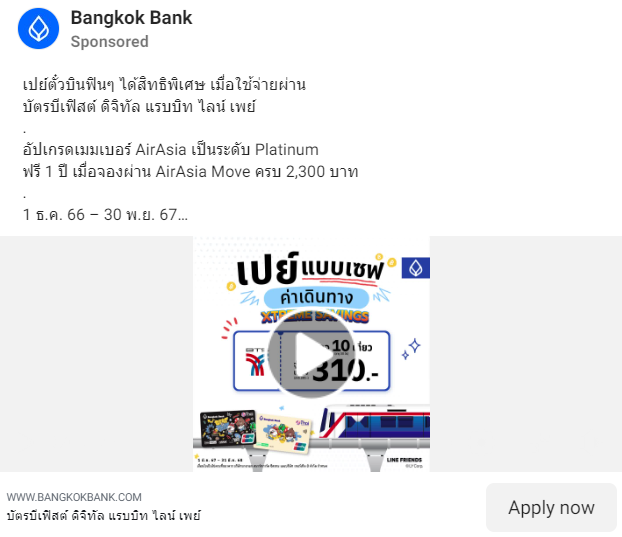 Bangkok Bank
Sponsored
เปย์ตั๋วบินฟินๆ ได้สิทธิพิเศษ เมื่อใช้จ่ายผ่าน
บัตรบีเฟิสต์ ดิจิทัล แรบบิท ไลน์ เพย์
.
อัปเกรดเมมเบอร์ AirAsia เป็นระดับ Platinum
ฟรี 1 ปี เมื่อจองผ่าน AirAsia Move ครบ 2,300 บาท
.
1 ธ.ค. 66 – 30 พ.ย. 67…
เปย์แบบเซฟ
ค่าเดินทาง
XTREME SAVINGS
BTS
10 เที่ยว
310.-
LINE FRIENDS
WWW.BANGKOKBANK.COM
บัตรบีเฟิสต์ ดิจิทัล แรบบิท ไลน์ เพย์
Apply now